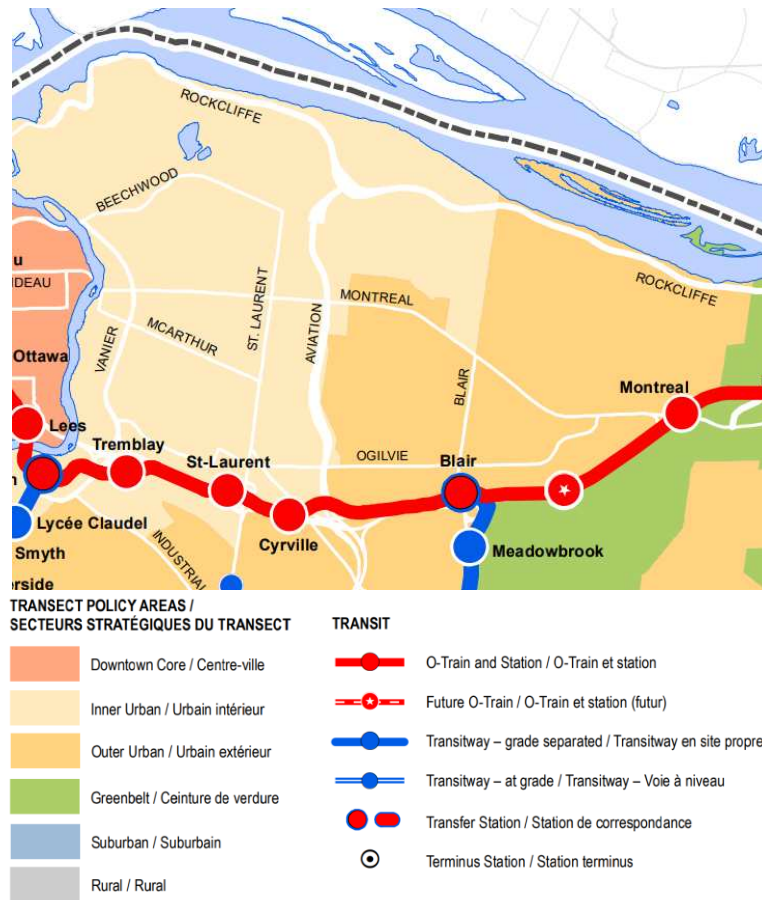 ROCKCLIFFE
BEECHWOOD
u
IDEAU
MONTREAL
ROCKCLIFFE
ST. LAURENT
AVIATION
MCARTHUR
VANIER
Ottawa
BLAIR
Montreal
Lees
Tremblay
St-Laurent
OGILVIE
Blair
n
Lycée Claudel
Cyrville
Meadowbrook
Smyth
INDUSTRIAL
erside
TRANSECT POLICY AREAS /
SECTEURS STRATÉGIQUES DU TRANSECT
Downtown Core / Centre-ville
Inner Urban / Urbain intérieur
Outer Urban / Urbain extérieur
Greenbelt / Ceinture de verdure
Suburban / Suburbain
Rural / Rural
TRANSIT
O-Train and Station / O-Train et station
Future O-Train / O-Train et station (futur)
Transitway – grade separated / Transitway en site propre
Transitway – at grade / Transitway – Voie à niveau
Transfer Station / Station de correspondance
Terminus Station / Station terminus